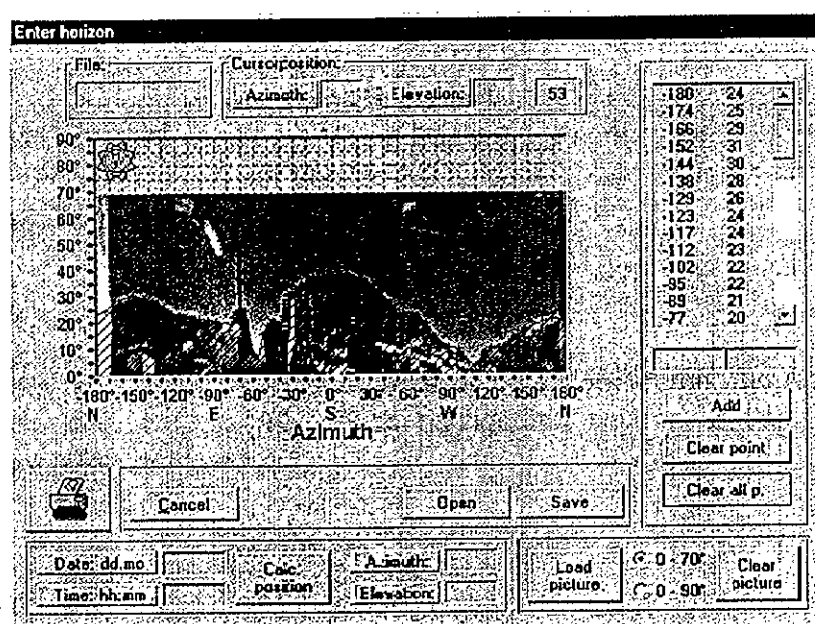 Enter horizon
File:
Cursorposition:
Azimuth:
Elevation:
53
90°
80°
70°
60°
50°
40°
30°
20°
10°
0°
-180° -150° -120° -90° -60° -30° 0° 30° 60° 90° 120° 150° 180°
N E S W N
Azimuth
-180 24
-174 25
-166 29
-152 31
-144 30
-138 28
-129 26
-123 24
-117 24
-112 23
-102 22
-95 22
-89 21
-77 20
Add
Clear point
Clear all p.
Cancel
Open
Save
Date: dd.mo
Time: hh:mm
Calc. position
Azimuth:
Elevation:
Load picture
0 - 70°
0 - 90°
Clear picture